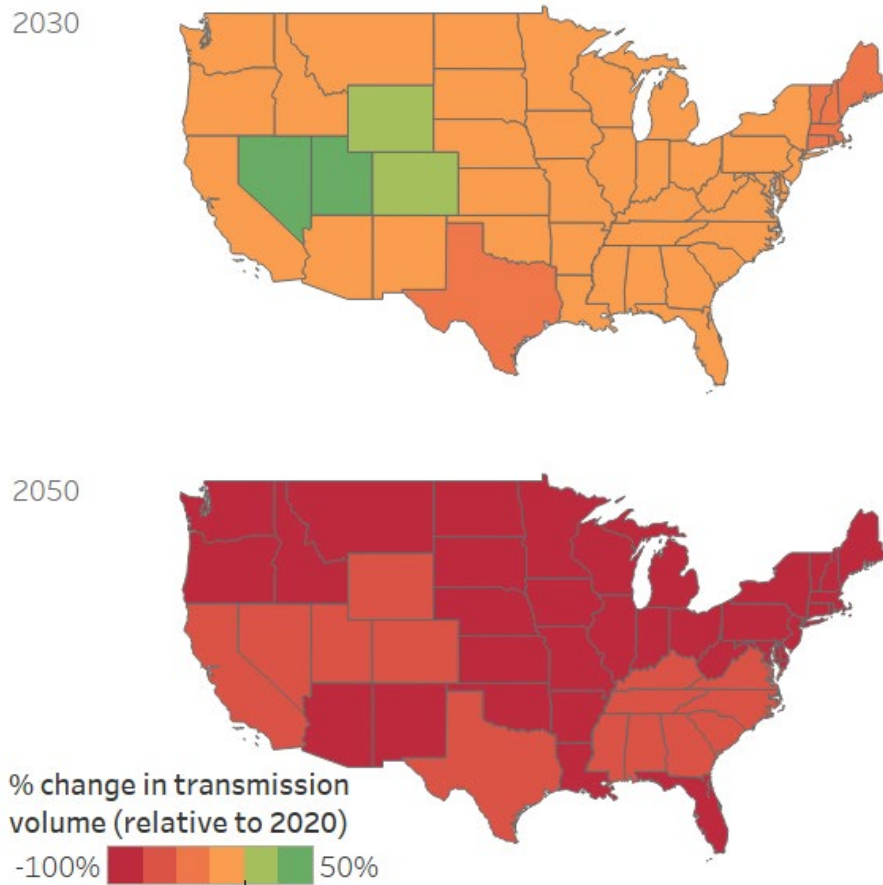 2030
2050
% change in transmission
volume (relative to 2020)
-100% 50%